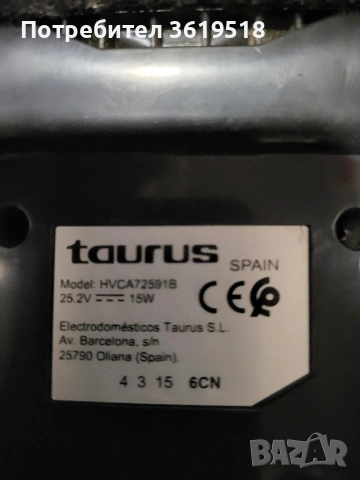 Потребител 3619518
taurus SPAIN
Model: HVCA72591B
25.2V 15W
CE
Electrodomésticos Taurus S.L.
Av. Barcelona, s/n
25790 Oliana (Spain).
4 3 15 6CN
BAZAR